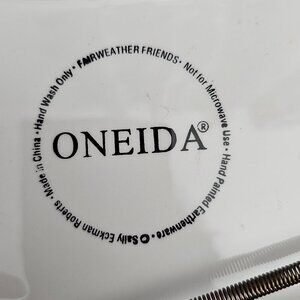 FAIRWEATHER FRIENDS · Not for Microwave Use · Hand Painted Earthenware · © Sally Eckman Roberts · Made in China · Hand Wash Only ·
ONEIDA®